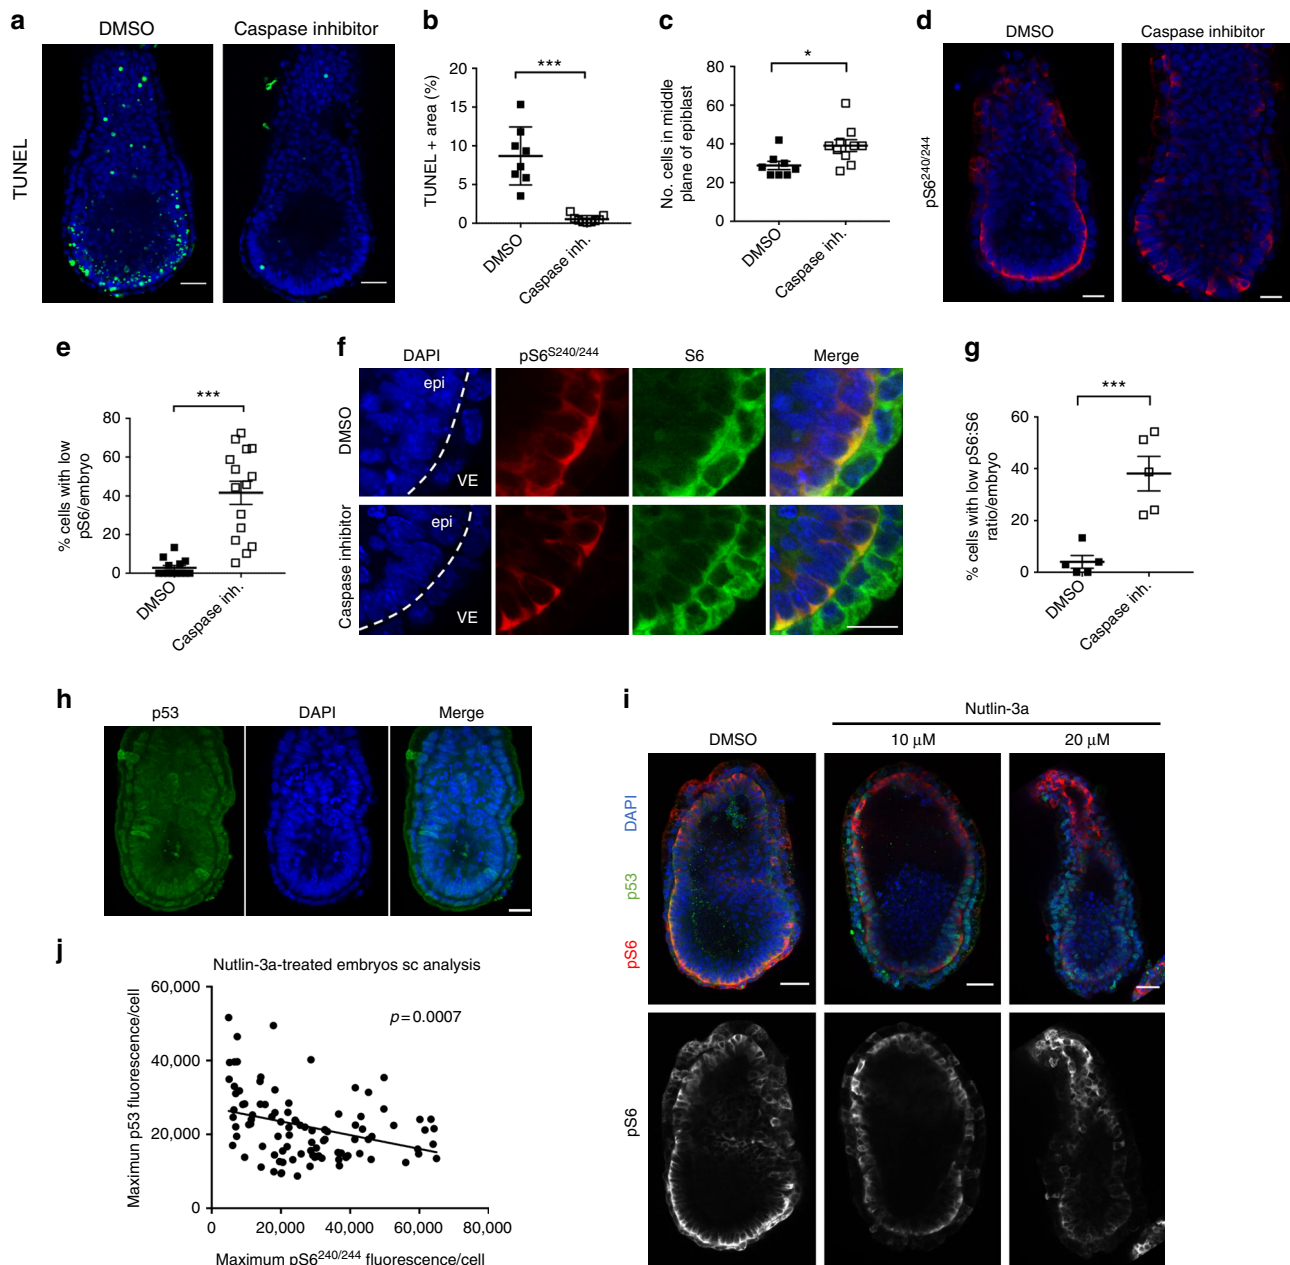 a
DMSO
Caspase inhibitor
TUNEL
b
***
TUNEL + area (%)
20
15
10
5
0
DMSO
Caspase inh.
c
*
No. cells in middle
plane of epiblast
80
60
40
20
0
DMSO
Caspase inh.
d
DMSO
Caspase inhibitor
pS6240/244
e
***
% cells with low
pS6/embryo
80
60
40
20
0
DMSO
Caspase inh.
f
DAPI
pS6S240/244
S6
Merge
DMSO
epi
VE
Caspase inhibitor
epi
VE
g
***
% cells with low pS6:S6
ratio/embryo
60
40
20
0
DMSO
Caspase inh.
h
p53
DAPI
Merge
i
Nutlin-3a
DMSO
10 µM
20 µM
DAPI
p53
pS6
pS6
j
Nutlin-3a-treated embryos sc analysis
p=0.0007
Maximun p53 fluorescence/cell
60,000
40,000
20,000
0
0
20,000
40,000
60,000
80,000
Maximum pS6240/244 fluorescence/cell